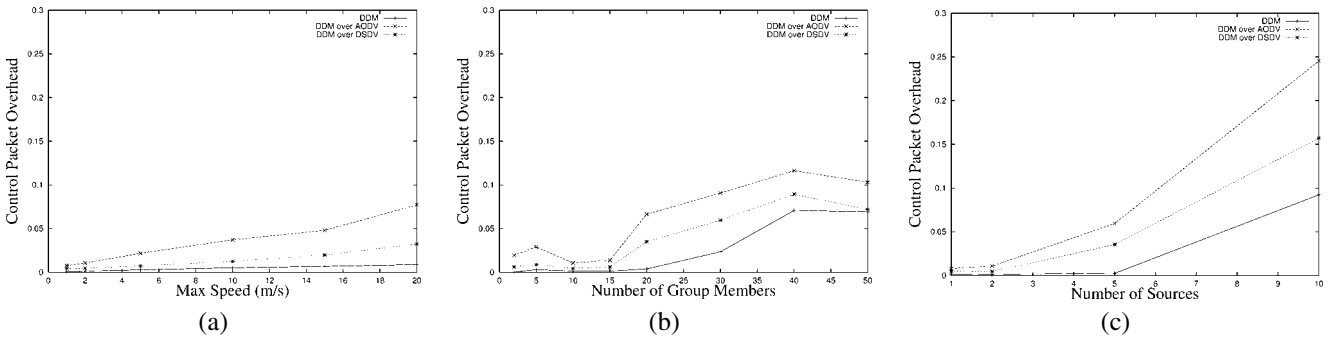 DDM
DDM over AODV
DDM over DSDV
0.3
0.25
0.2
0.15
0.1
0.05
0
Control Packet Overhead
0 2 4 6 8 10 12 14 16 18 20
Max Speed (m/s)
(a)
DDM
DDM over AODV
DDM over DSDV
0.3
0.25
0.2
0.15
0.1
0.05
0
Control Packet Overhead
0 5 10 15 20 25 30 35 40 45 50
Number of Group Members
(b)
DDM
DDM over AODV
DDM over DSDV
0.3
0.25
0.2
0.15
0.1
0.05
0
Control Packet Overhead
1 2 3 4 5 6 7 8 9 10
Number of Sources
(c)